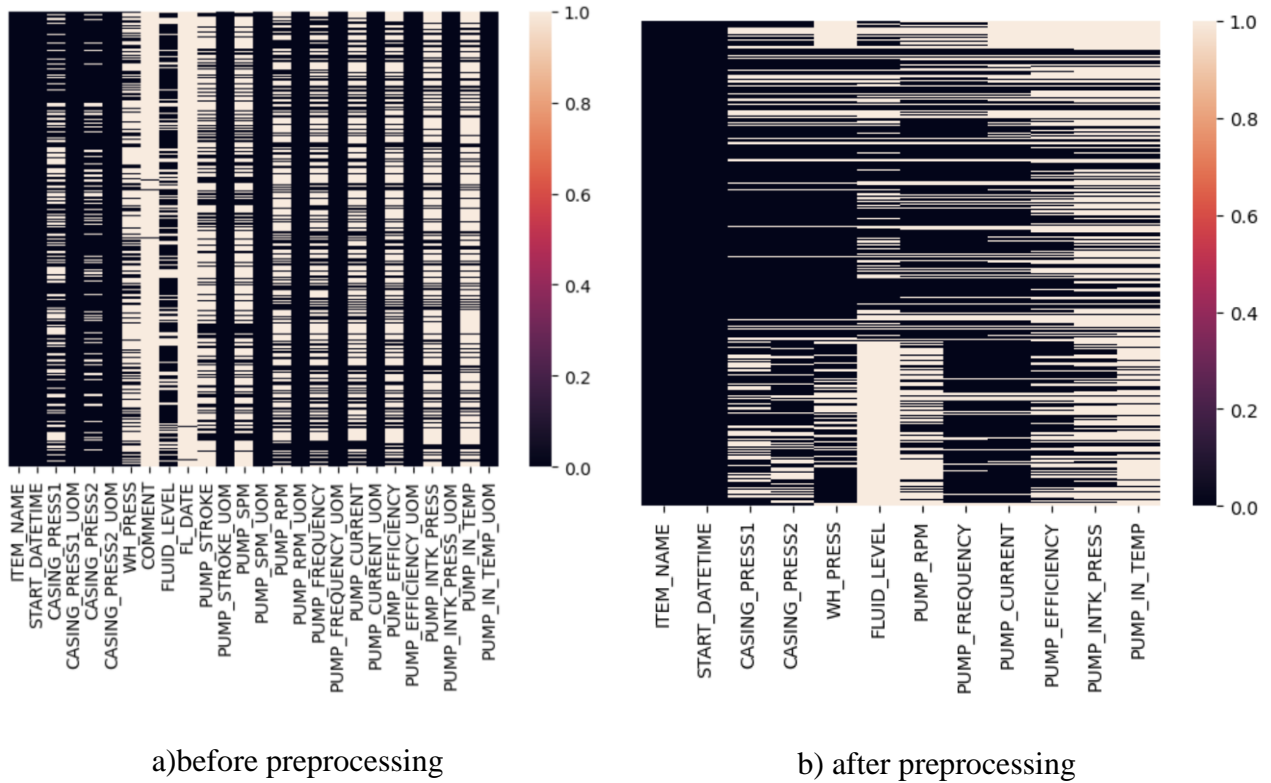 1.0
0.8
0.6
0.4
0.2
0.0
ITEM_NAME
START_DATETIME
CASING_PRESS1
CASING_PRESS1_UOM
CASING_PRESS2
CASING_PRESS2_UOM
WH_PRESS
COMMENT
FLUID_LEVEL
FL_DATE
PUMP_STROKE
PUMP_STROKE_UOM
PUMP_SPM
PUMP_SPM_UOM
PUMP_RPM
PUMP_RPM_UOM
PUMP_FREQUENCY
PUMP_FREQUENCY_UOM
PUMP_CURRENT
PUMP_CURRENT_UOM
PUMP_EFFICIENCY
PUMP_EFFICIENCY_UOM
PUMP_INTK_PRESS
PUMP_INTK_PRESS_UOM
PUMP_IN_TEMP
PUMP_IN_TEMP_UOM
a)before preprocessing
1.0
0.8
0.6
0.4
0.2
0.0
ITEM_NAME
START_DATETIME
CASING_PRESS1
CASING_PRESS2
WH_PRESS
FLUID_LEVEL
PUMP_RPM
PUMP_FREQUENCY
PUMP_CURRENT
PUMP_EFFICIENCY
PUMP_INTK_PRESS
PUMP_IN_TEMP
b) after preprocessing